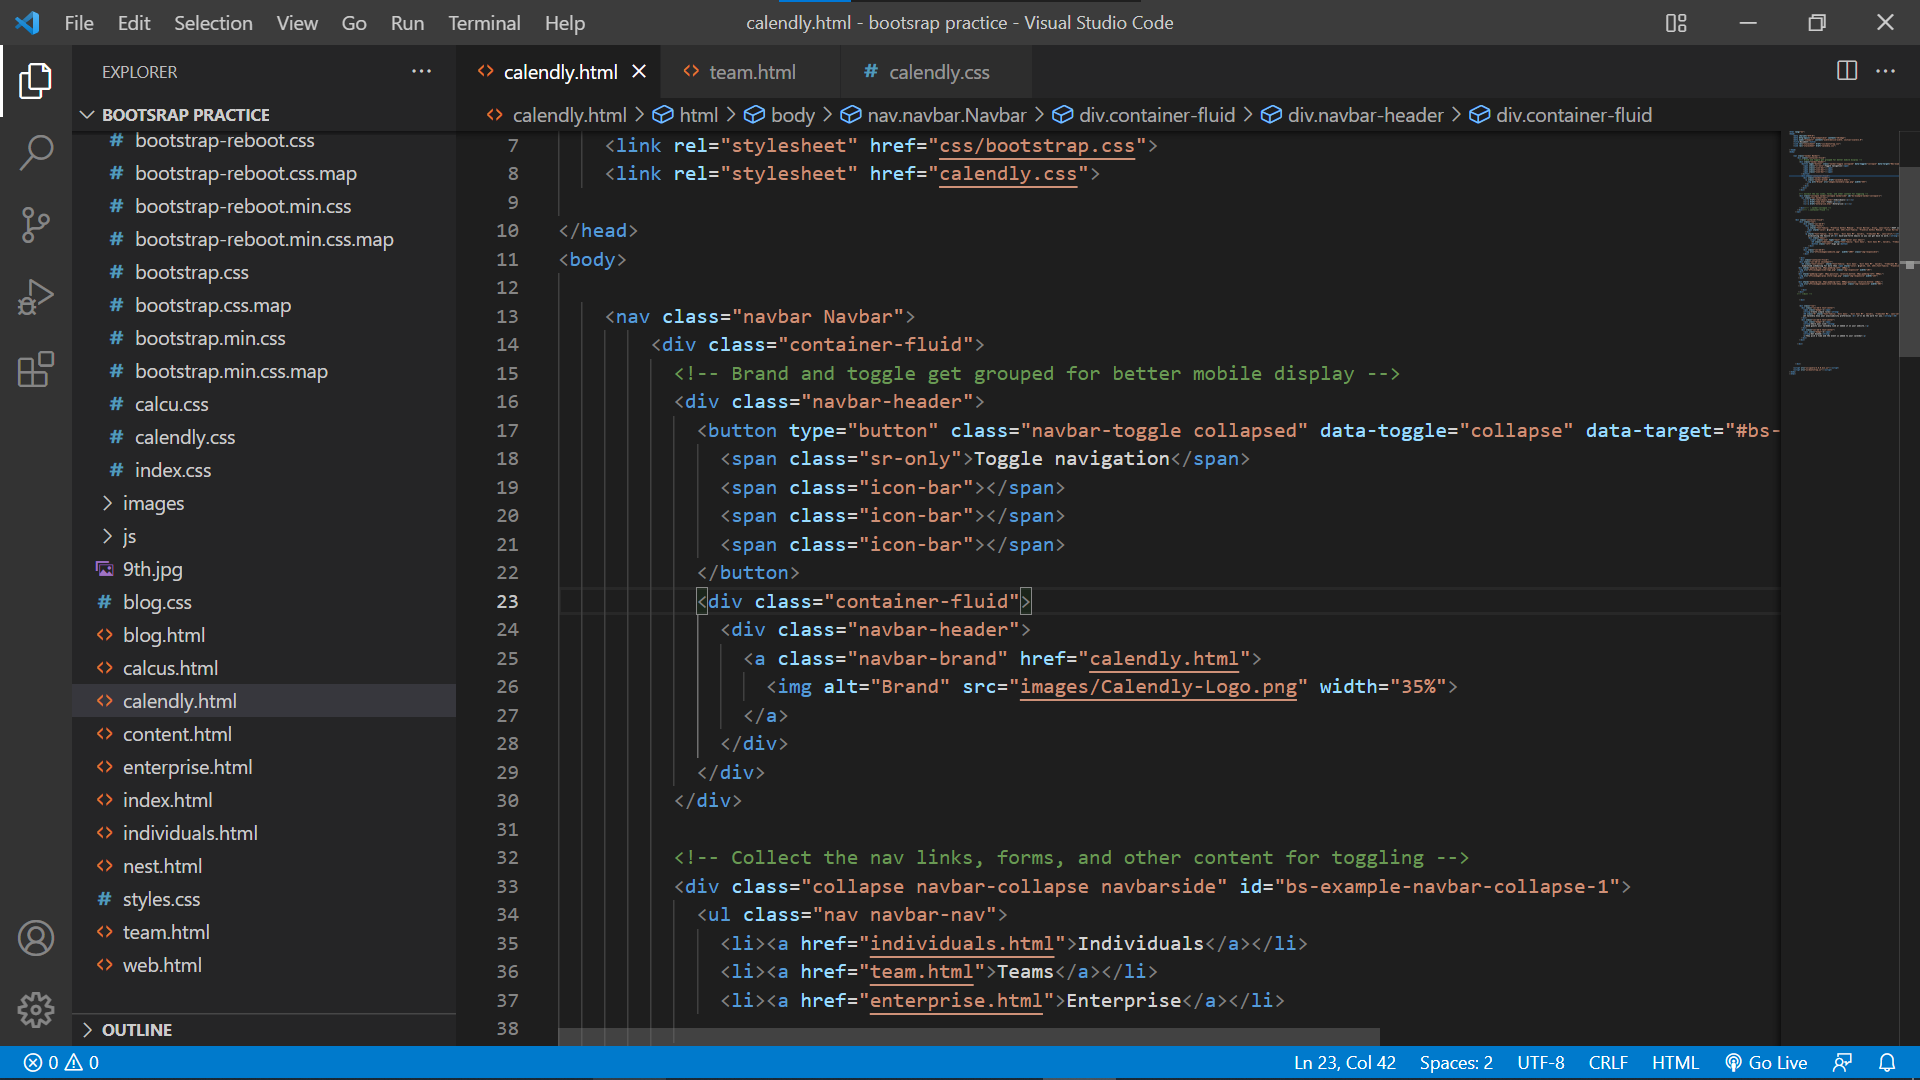 File Edit Selection View Go Run Terminal Help
calendly.html - bootsrap practice - Visual Studio Code
EXPLORER
BOOTSRAP PRACTICE
bootstrap-reboot.css
bootstrap-reboot.css.map
bootstrap-reboot.min.css
bootstrap-reboot.min.css.map
bootstrap.css
bootstrap.css.map
bootstrap.min.css
bootstrap.min.css.map
calcu.css
calendly.css
index.css
images
js
9th.jpg
blog.css
blog.html
calcus.html
calendly.html
content.html
enterprise.html
index.html
individuals.html
nest.html
styles.css
team.html
web.html
OUTLINE
calendly.html team.html calendly.css
calendly.html > html > body > nav.navbar.Navbar > div.container-fluid > div.navbar-header > div.container-fluid
7 <link rel="stylesheet" href="css/bootstrap.css">
8 <link rel="stylesheet" href="calendly.css">
9
10 </head>
11 <body>
12
13 <nav class="navbar Navbar">
14 <div class="container-fluid">
15 <!-- Brand and toggle get grouped for better mobile display -->
16 <div class="navbar-header">
17 <button type="button" class="navbar-toggle collapsed" data-toggle="collapse" data-target="#bs-
18 <span class="sr-only">Toggle navigation</span>
19 <span class="icon-bar"></span>
20 <span class="icon-bar"></span>
21 <span class="icon-bar"></span>
22 </button>
23 <div class="container-fluid">
24 <div class="navbar-header">
25 <a class="navbar-brand" href="calendly.html">
26 <img alt="Brand" src="images/Calendly-Logo.png" width="35%">
27 </a>
28 </div>
29 </div>
30 </div>
31
32 <!-- Collect the nav links, forms, and other content for toggling -->
33 <div class="collapse navbar-collapse navbarside" id="bs-example-navbar-collapse-1">
34 <ul class="nav navbar-nav">
35 <li><a href="individuals.html">Individuals</a></li>
36 <li><a href="team.html">Teams</a></li>
37 <li><a href="enterprise.html">Enterprise</a></li>
38
0 0 Ln 23, Col 42 Spaces: 2 UTF-8 CRLF HTML Go Live